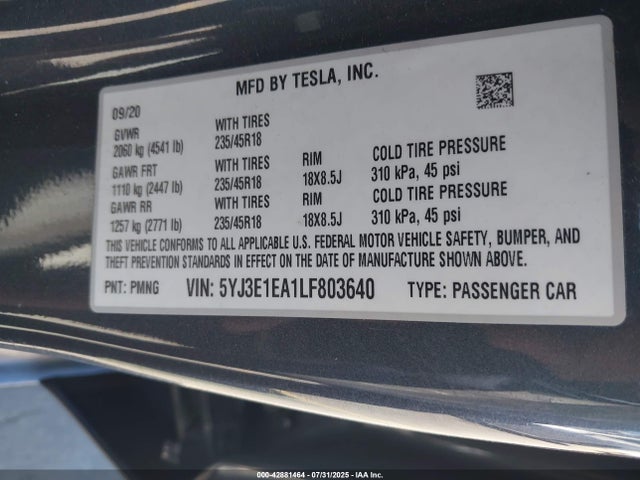 MFD BY TESLA, INC.
09/20
GVWR WITH TIRES
2060 kg (4541 lb) 235/45R18
GAWR FRT WITH TIRES RIM COLD TIRE PRESSURE
1110 kg (2447 lb) 235/45R18 18X8.5J 310 kPa, 45 psi
GAWR RR WITH TIRES RIM COLD TIRE PRESSURE
1257 kg (2771 lb) 235/45R18 18X8.5J 310 kPa, 45 psi
THIS VEHICLE CONFORMS TO ALL APPLICABLE U.S. FEDERAL MOTOR VEHICLE SAFETY, BUMPER, AND
THEFT PREVENTION STANDARDS IN EFFECT ON THE DATE OF MANUFACTURE SHOWN ABOVE.
PNT: PMNG VIN: 5YJ3E1EA1LF803640 TYPE: PASSENGER CAR
000-42881464 - 07/31/2025 - IAA Inc.